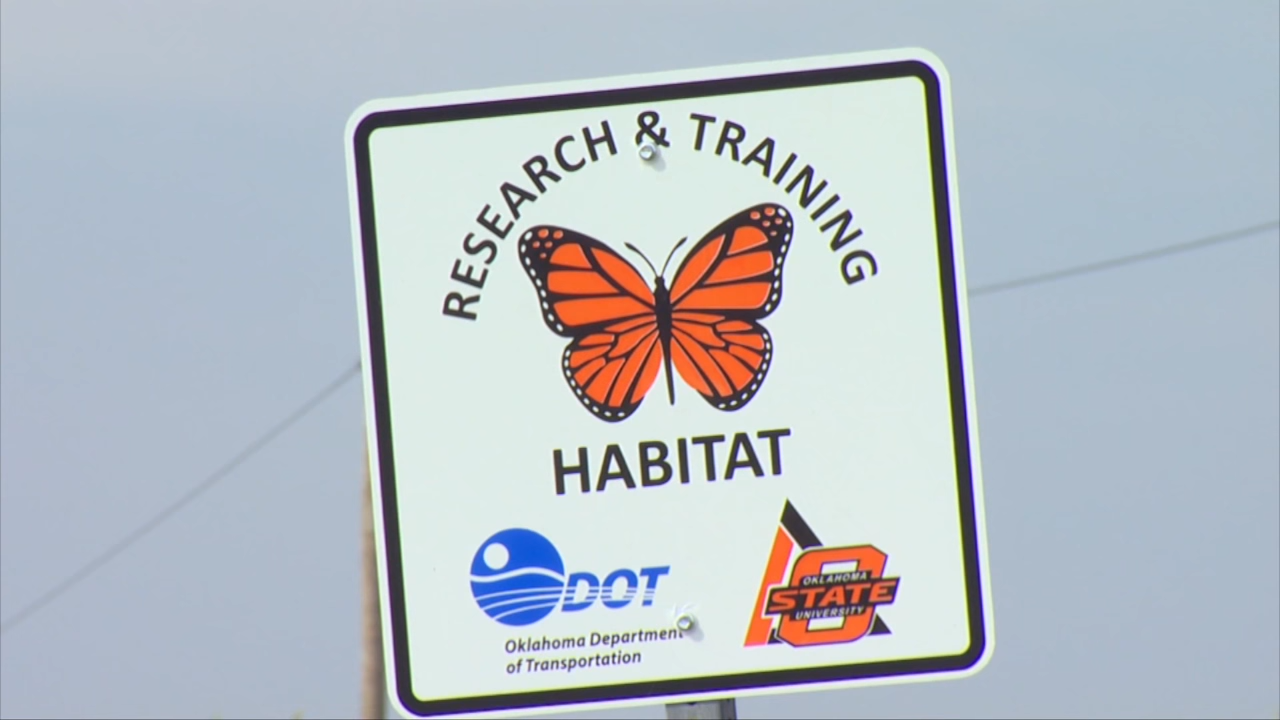 RESEARCH & TRAINING
HABITAT
ODOT
Oklahoma Department
of Transportation
OKLAHOMA
STATE
UNIVERSITY